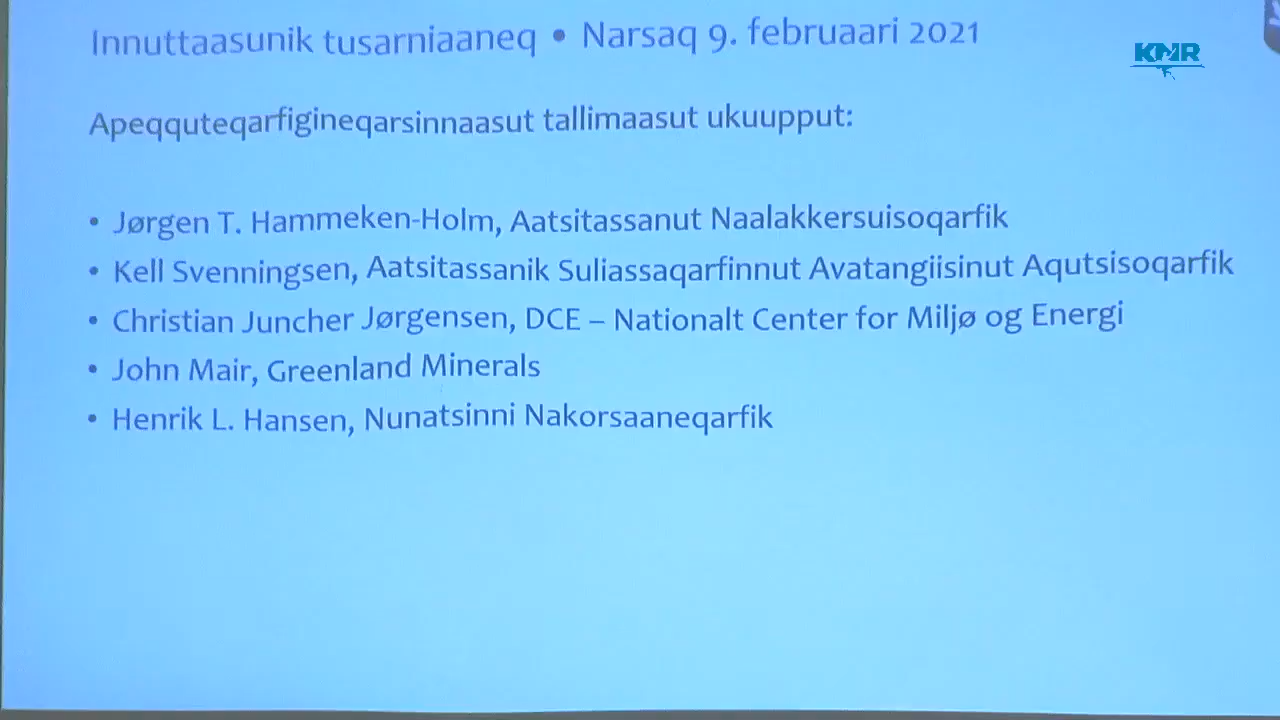 Innuttaasunik tusarniaaneq • Narsaq 9. februaari 2021
KNR
Apeqquteqarfigineqarsinnaasut tallimaasut ukuupput:
• Jørgen T. Hammeken-Holm, Aatsitassanut Naalakkersuisoqarfik
• Kell Svenningsen, Aatsitassanik Suliassaqarfinnut Avatangiisinut Aqutsisoqarfik
• Christian Juncher Jørgensen, DCE – Nationalt Center for Miljø og Energi
• John Mair, Greenland Minerals
• Henrik L. Hansen, Nunatsinni Nakorsaaneqarfik